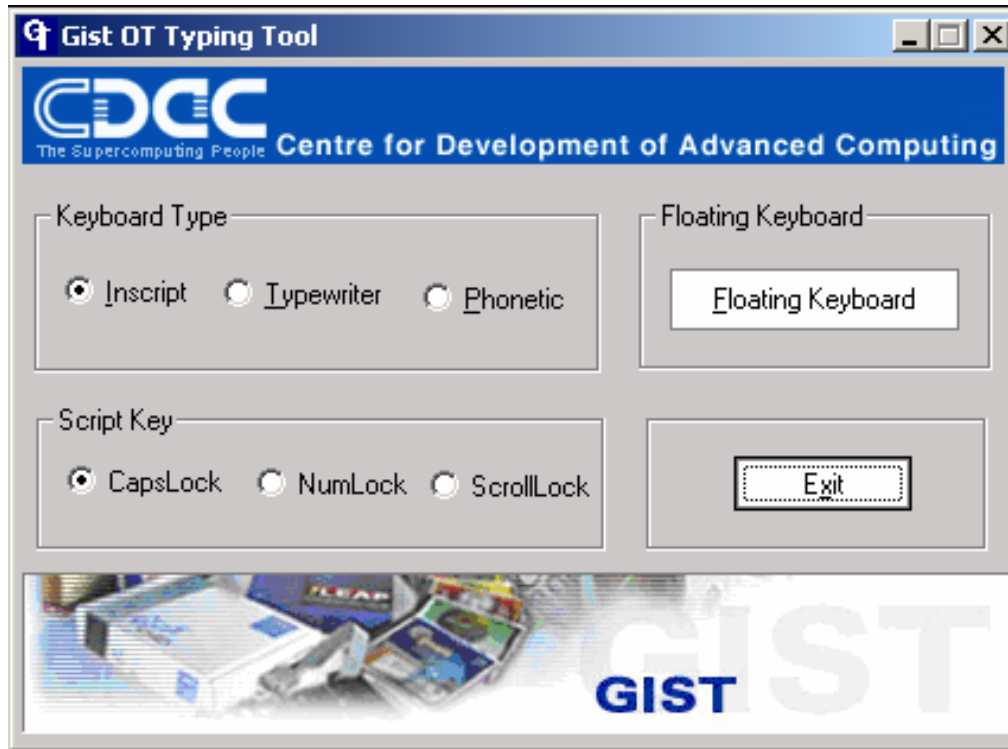 Gist OT Typing Tool
CDAC
The Supercomputing People Centre for Development of Advanced Computing
Keyboard Type
Inscript Typewriter Phonetic
Floating Keyboard
Floating Keyboard
Script Key
CapsLock NumLock ScrollLock
Exit
iLEAP
GIST
GIST